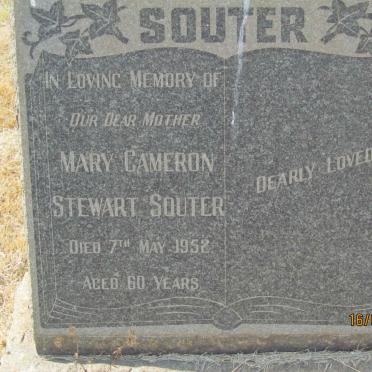 SOUTER
IN LOVING MEMORY OF
OUR DEAR MOTHER
MARY CAMERON
STEWART SOUTER
DIED 7TH MAY 1952
AGED 60 YEARS
DEARLY LOVED
16/